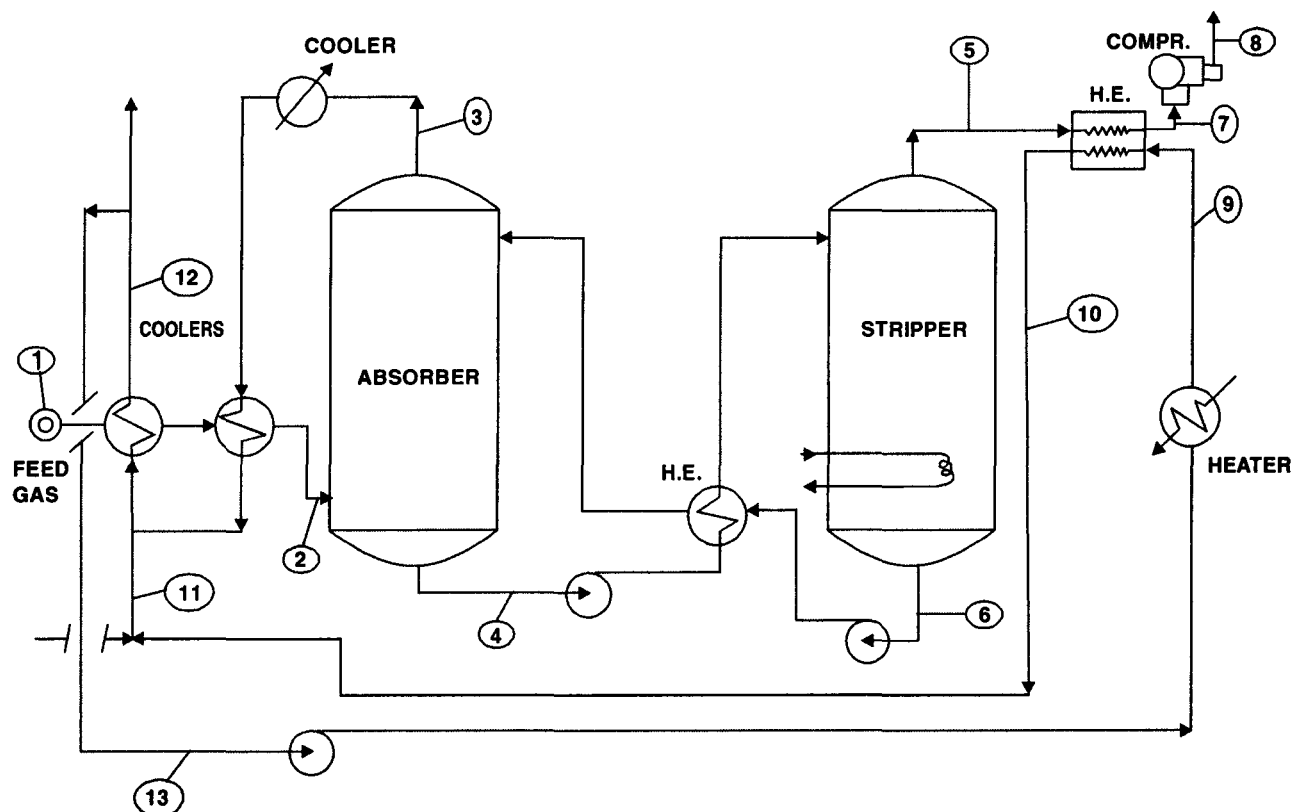 COOLER
COMPR.
5
8
H.E.
3
7
9
12
COOLERS
10
STRIPPER
1
ABSORBER
FEED
GAS
H.E.
HEATER
2
11
4
6
13